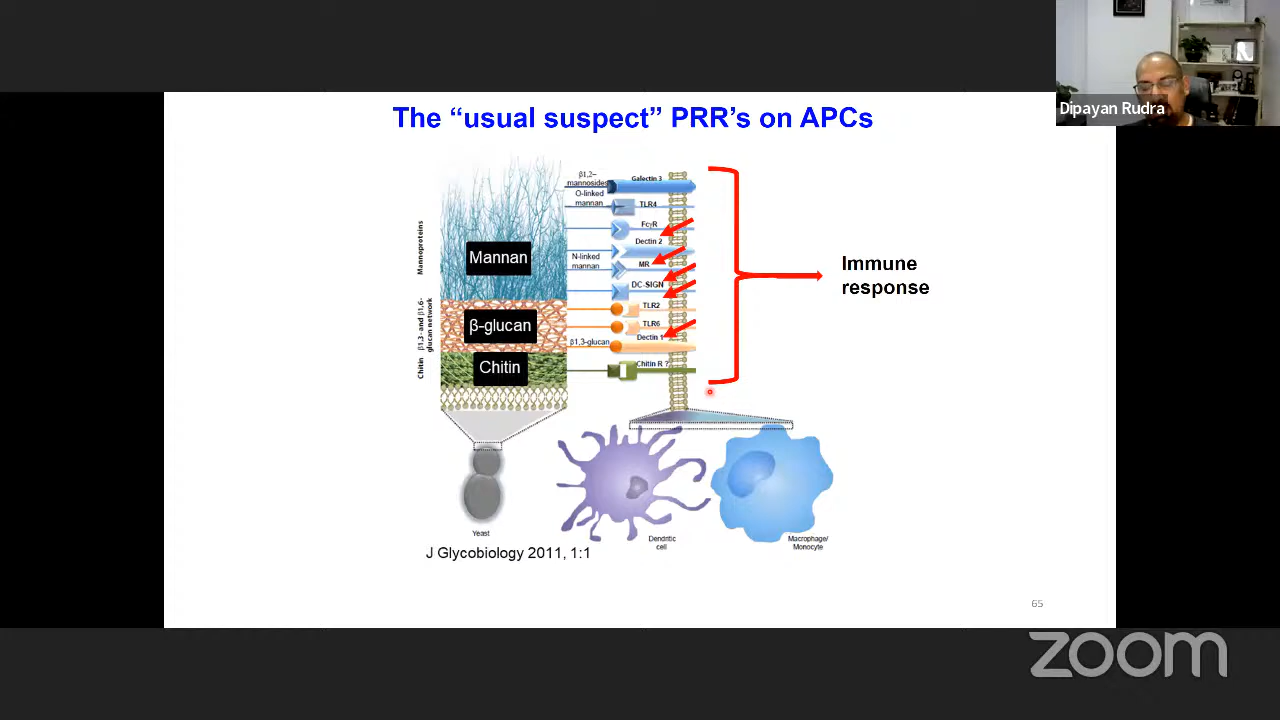 Dipayan Rudra
The “usual suspect” PRR’s on APCs
β1,2–
mannosides
Galectin 3
O-linked
mannan
TLR4
FcγR
Dectin 2
N-linked
mannan
MR
DC-SIGN
TLR2
TLR6
β1,3-glucan
Dectin 1
Chitin R ?
Mannoproteins
β1,3- and β1,6-
glucan network
Chitin
Mannan
β-glucan
Chitin
Immune
response
Yeast
Dendritic
cell
Macrophage/
Monocyte
J Glycobiology 2011, 1:1
65
zoom